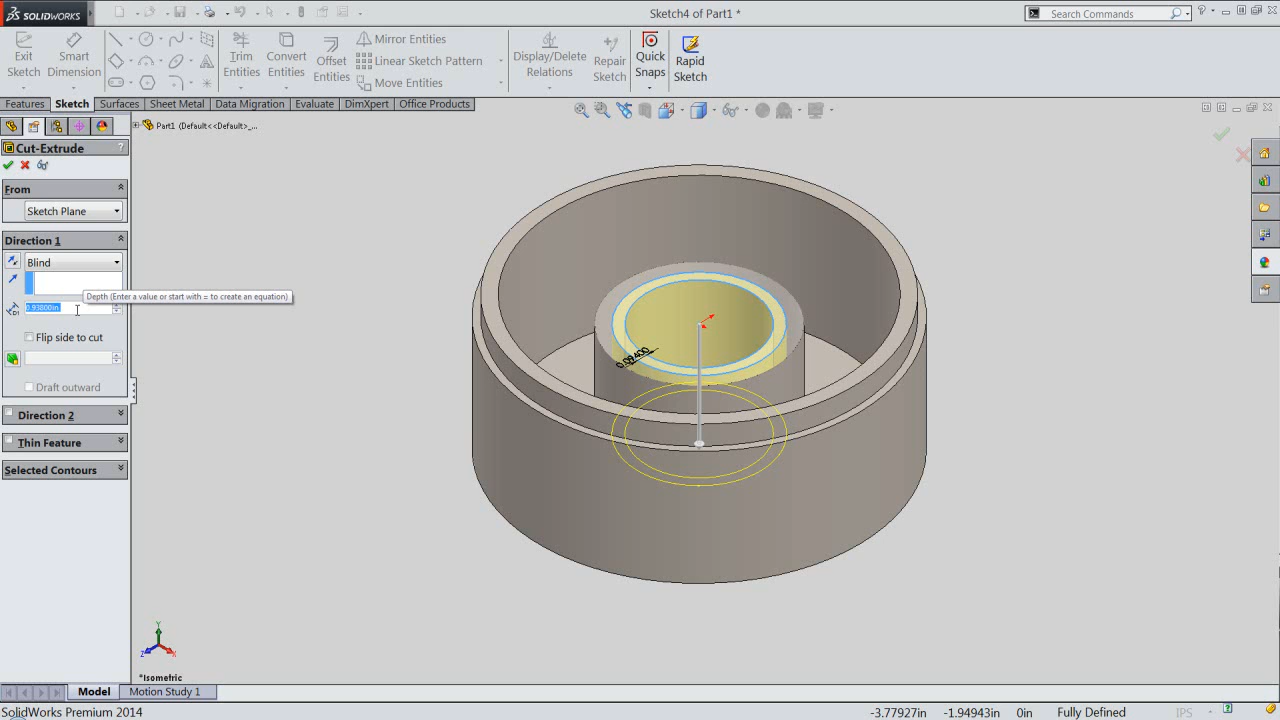 SOLIDWORKS
Sketch4 of Part1 *
Search Commands
Exit Sketch
Smart Dimension
Trim Entities
Convert Entities
Offset Entities
Mirror Entities
Linear Sketch Pattern
Move Entities
Display/Delete Relations
Repair Sketch
Quick Snaps
Rapid Sketch
Features Sketch Surfaces Sheet Metal Data Migration Evaluate DimXpert Office Products
Part1 (Default<<Default>_...
Cut-Extrude ?
From
Sketch Plane
Direction 1
Blind
Depth (Enter a value or start with = to create an equation)
0.93800in
Flip side to cut
Draft outward
Direction 2
Thin Feature
Selected Contours
0.09400
Y
Z X
*Isometric
Model Motion Study 1
SolidWorks Premium 2014 -3.77927in -1.94943in 0in Fully Defined IPS